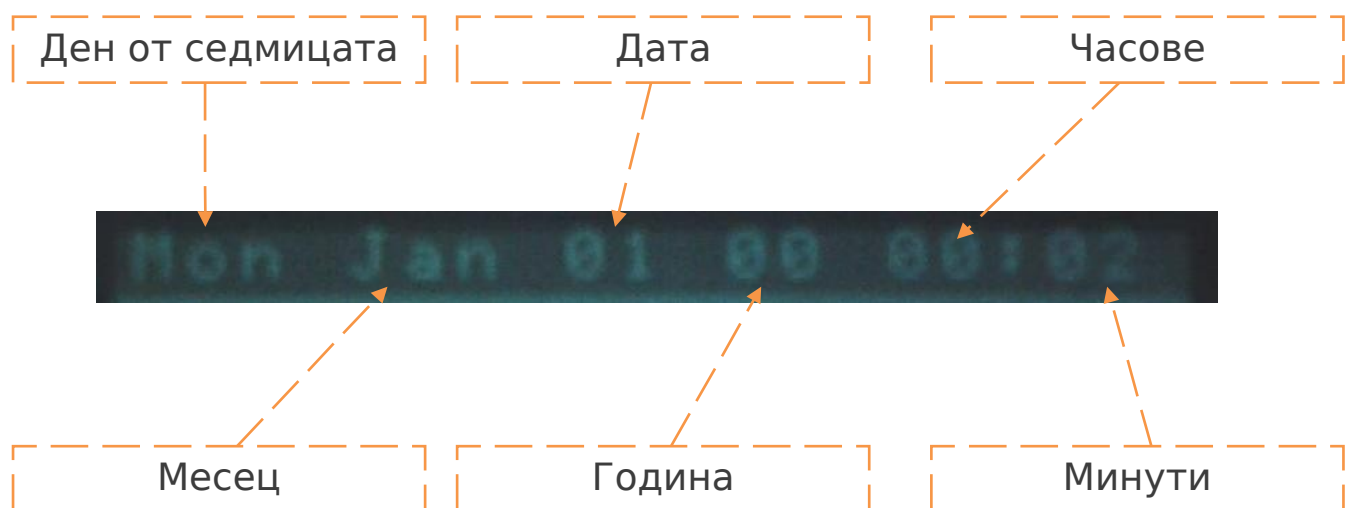 Ден от седмицата Дата Часове
Mon Jan 01 00 00:02
Месец Година Минути